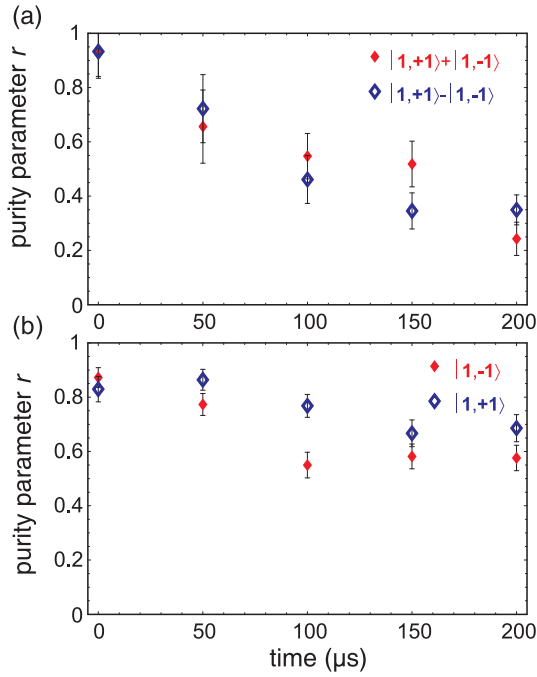 (a)
1
0.8
0.6
0.4
0.2
0
purity parameter r
|1,+1⟩+|1,-1⟩
|1,+1⟩-|1,-1⟩
0 50 100 150 200
(b)
1
0.8
0.6
0.4
0.2
0
purity parameter r
|1,-1⟩
|1,+1⟩
0 50 100 150 200
time (μs)